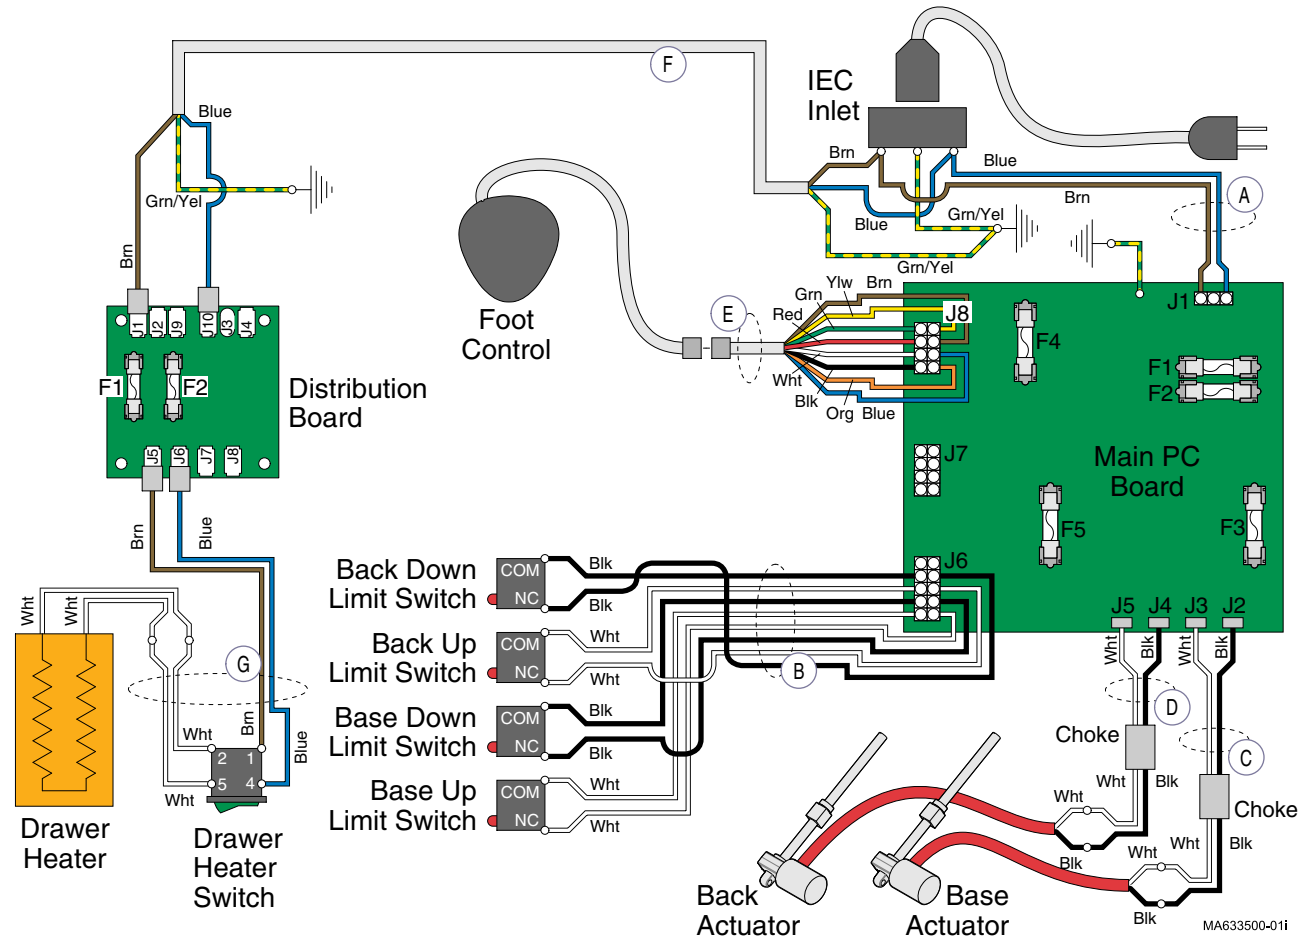 F
IEC
Inlet
Blue
Brn
Blue
Grn/Yel
Brn
A
Grn/Yel
Blue
Grn/Yel
Brn
J1
J2
J9
J10
J3
J4
F1
F2
Distribution
Board
J5
J6
J7
J8
Foot
Control
E
Ylw
Brn
Grn
Red
Wht
Blk
Org
Blue
J8
J1
F4
F1
F2
J7
Main PC
Board
F5
F3
J6
J5
J4
J3
J2
Brn
Blue
Wht
Wht
G
Wht
Brn
Blue
2
1
5
4
Wht
Drawer
Heater
Drawer
Heater
Switch
Back Down
Limit Switch
COM
NC
Blk
Blk
Back Up
Limit Switch
COM
NC
Wht
Wht
B
Base Down
Limit Switch
COM
NC
Blk
Blk
Base Up
Limit Switch
COM
NC
Wht
Wht
Wht
Blk
Wht
Blk
D
C
Choke
Wht
Blk
Choke
Wht
Blk
Wht
Blk
Wht
Blk
Back
Actuator
Base
Actuator
MA633500-01i